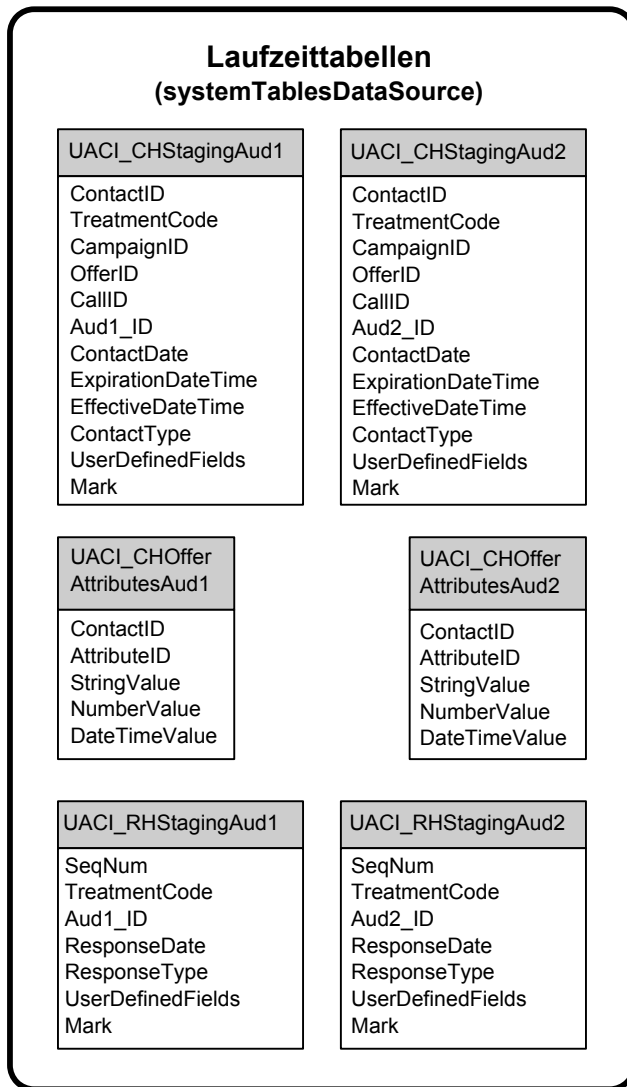 Laufzeittabellen
(systemTablesDataSource)
UACI_CHStagingAud1
ContactID
TreatmentCode
CampaignID
OfferID
CallID
Aud1_ID
ContactDate
ExpirationDateTime
EffectiveDateTime
ContactType
UserDefinedFields
Mark
UACI_CHStagingAud2
ContactID
TreatmentCode
CampaignID
OfferID
CallID
Aud2_ID
ContactDate
ExpirationDateTime
EffectiveDateTime
ContactType
UserDefinedFields
Mark
UACI_CHOffer
AttributesAud1
ContactID
AttributeID
StringValue
NumberValue
DateTimeValue
UACI_CHOffer
AttributesAud2
ContactID
AttributeID
StringValue
NumberValue
DateTimeValue
UACI_RHStagingAud1
SeqNum
TreatmentCode
Aud1_ID
ResponseDate
ResponseType
UserDefinedFields
Mark
UACI_RHStagingAud2
SeqNum
TreatmentCode
Aud2_ID
ResponseDate
ResponseType
UserDefinedFields
Mark